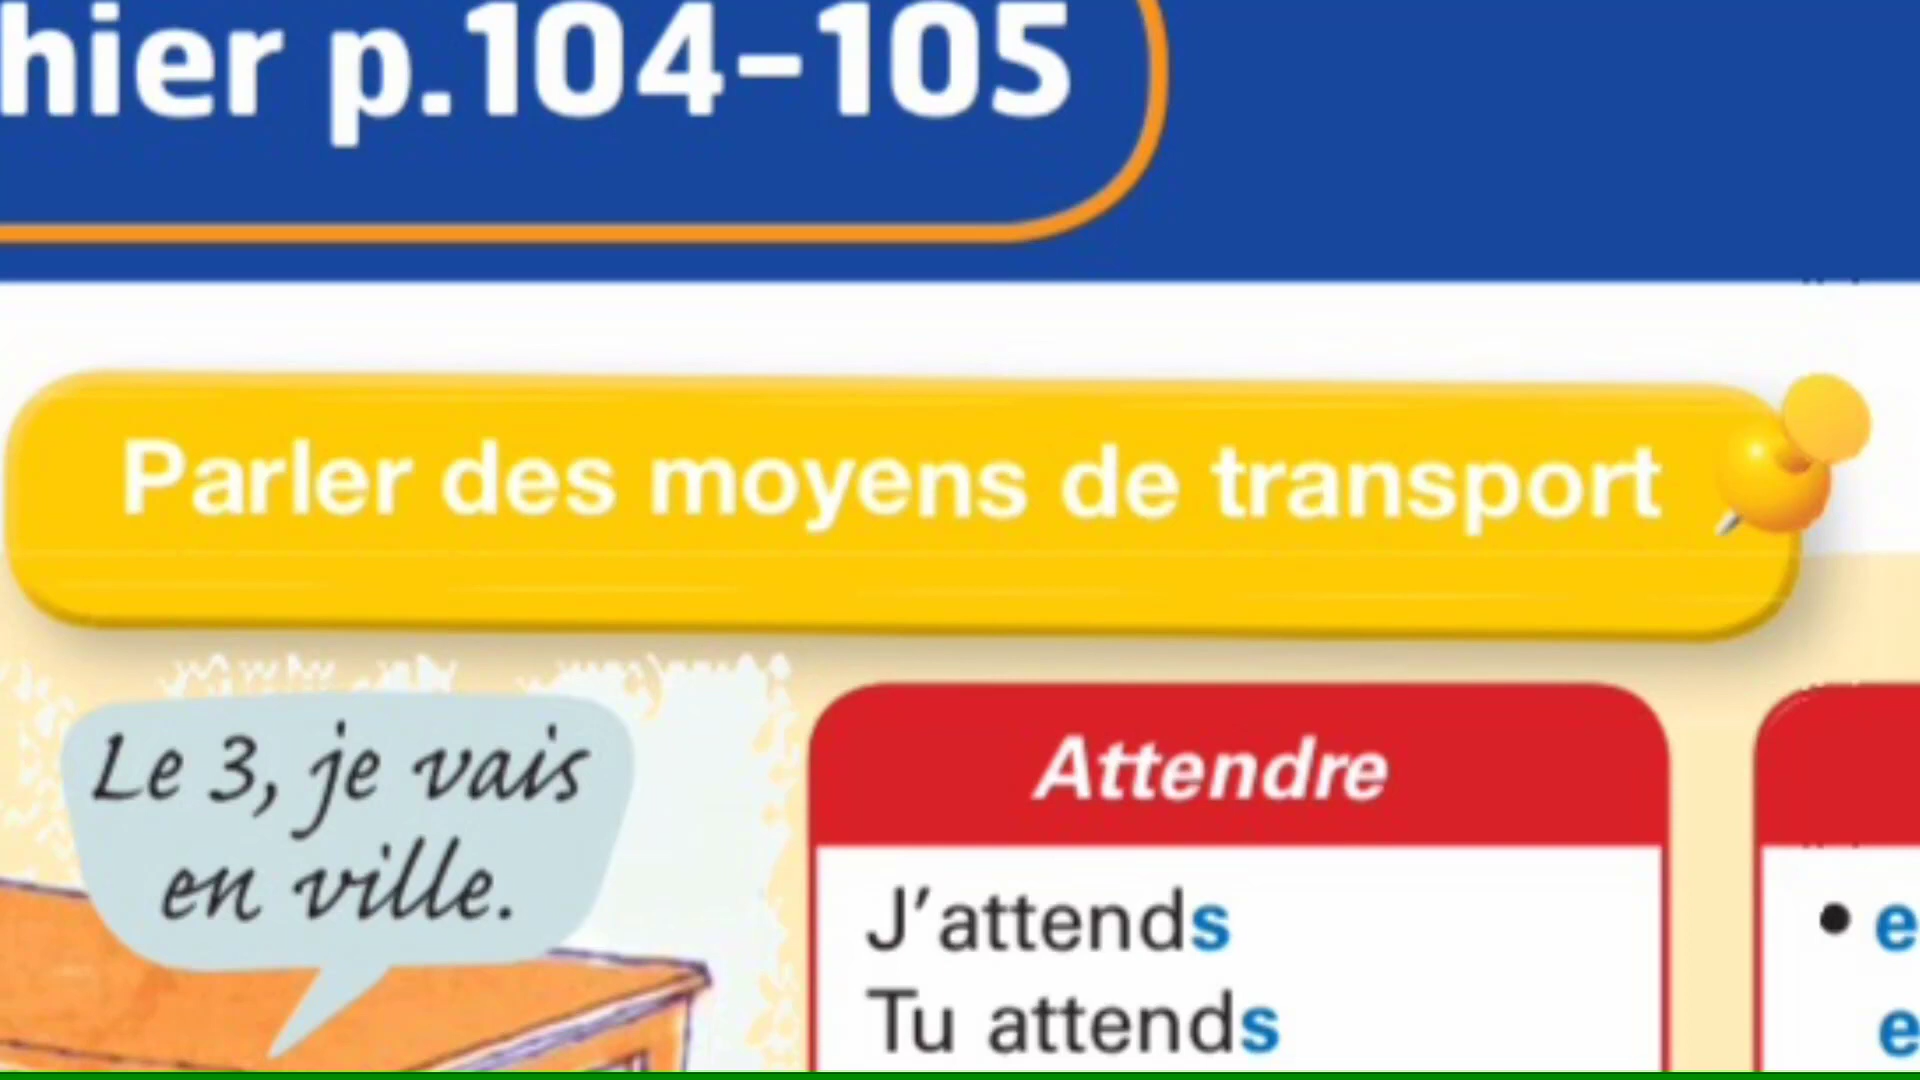 hier p.104-105
Parler des moyens de transport
Le 3, je vais
en ville.
Attendre
J'attends
Tu attends
• e
e